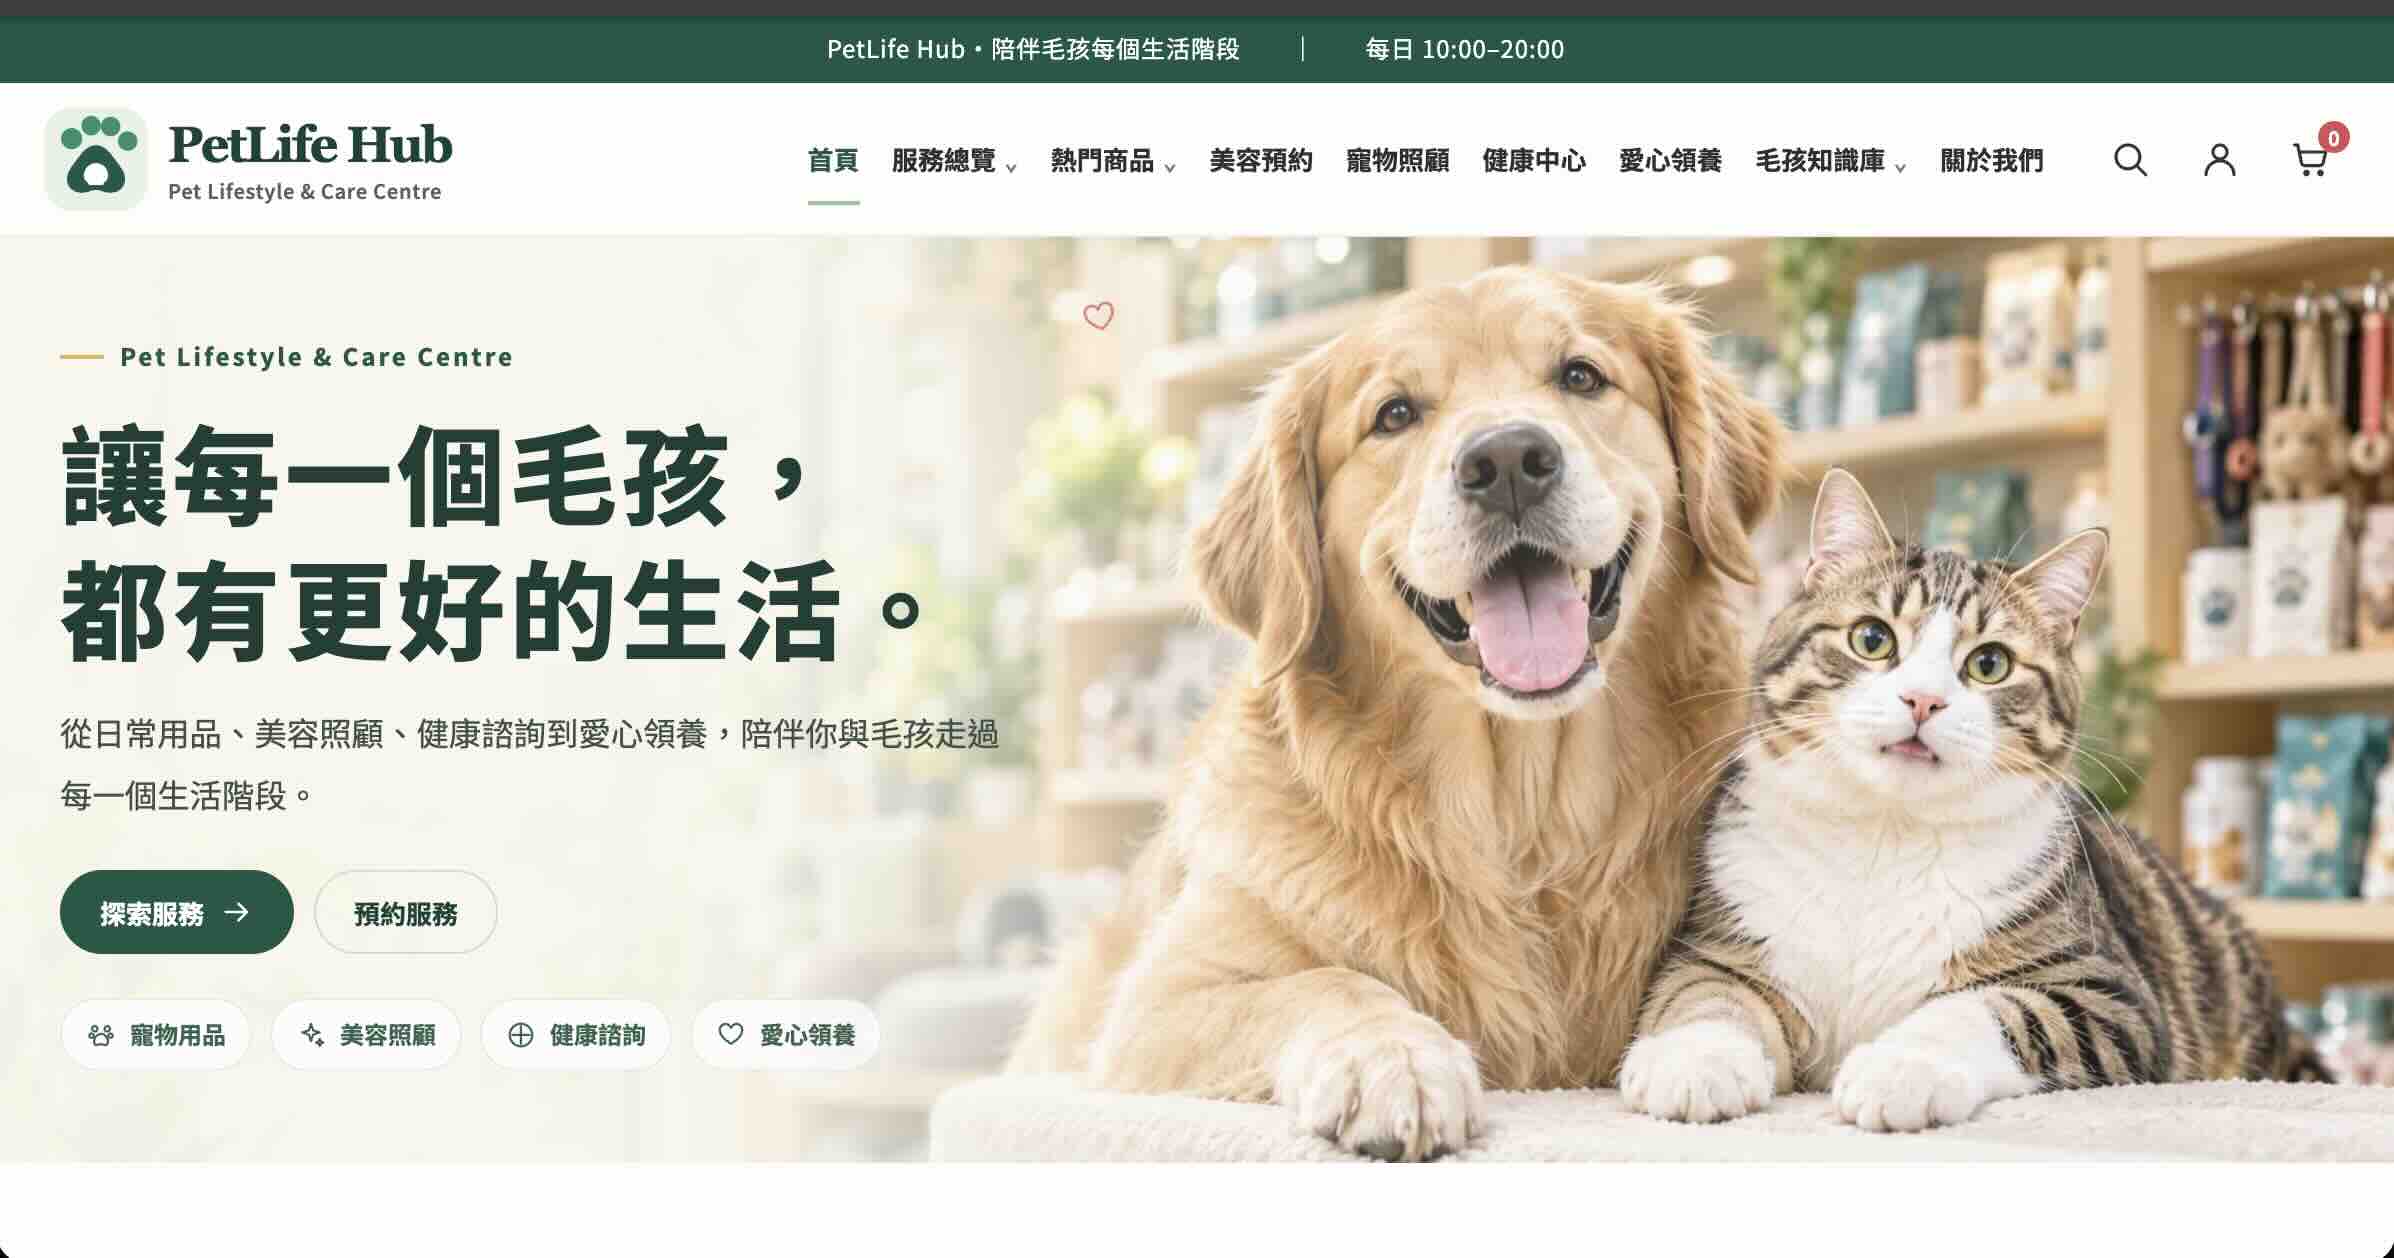 PetLife Hub・陪伴毛孩每個生活階段 | 每日 10:00–20:00
PetLife Hub
Pet Lifestyle & Care Centre
首頁 服務總覽 熱門商品 美容預約 寵物照顧 健康中心 愛心領養 毛孩知識庫 關於我們 0
Pet Lifestyle & Care Centre
讓每一個毛孩，
都有更好的生活。
從日常用品、美容照顧、健康諮詢到愛心領養，陪伴你與毛孩走過
每一個生活階段。
探索服務 → 預約服務
寵物用品 美容照顧 健康諮詢 愛心領養